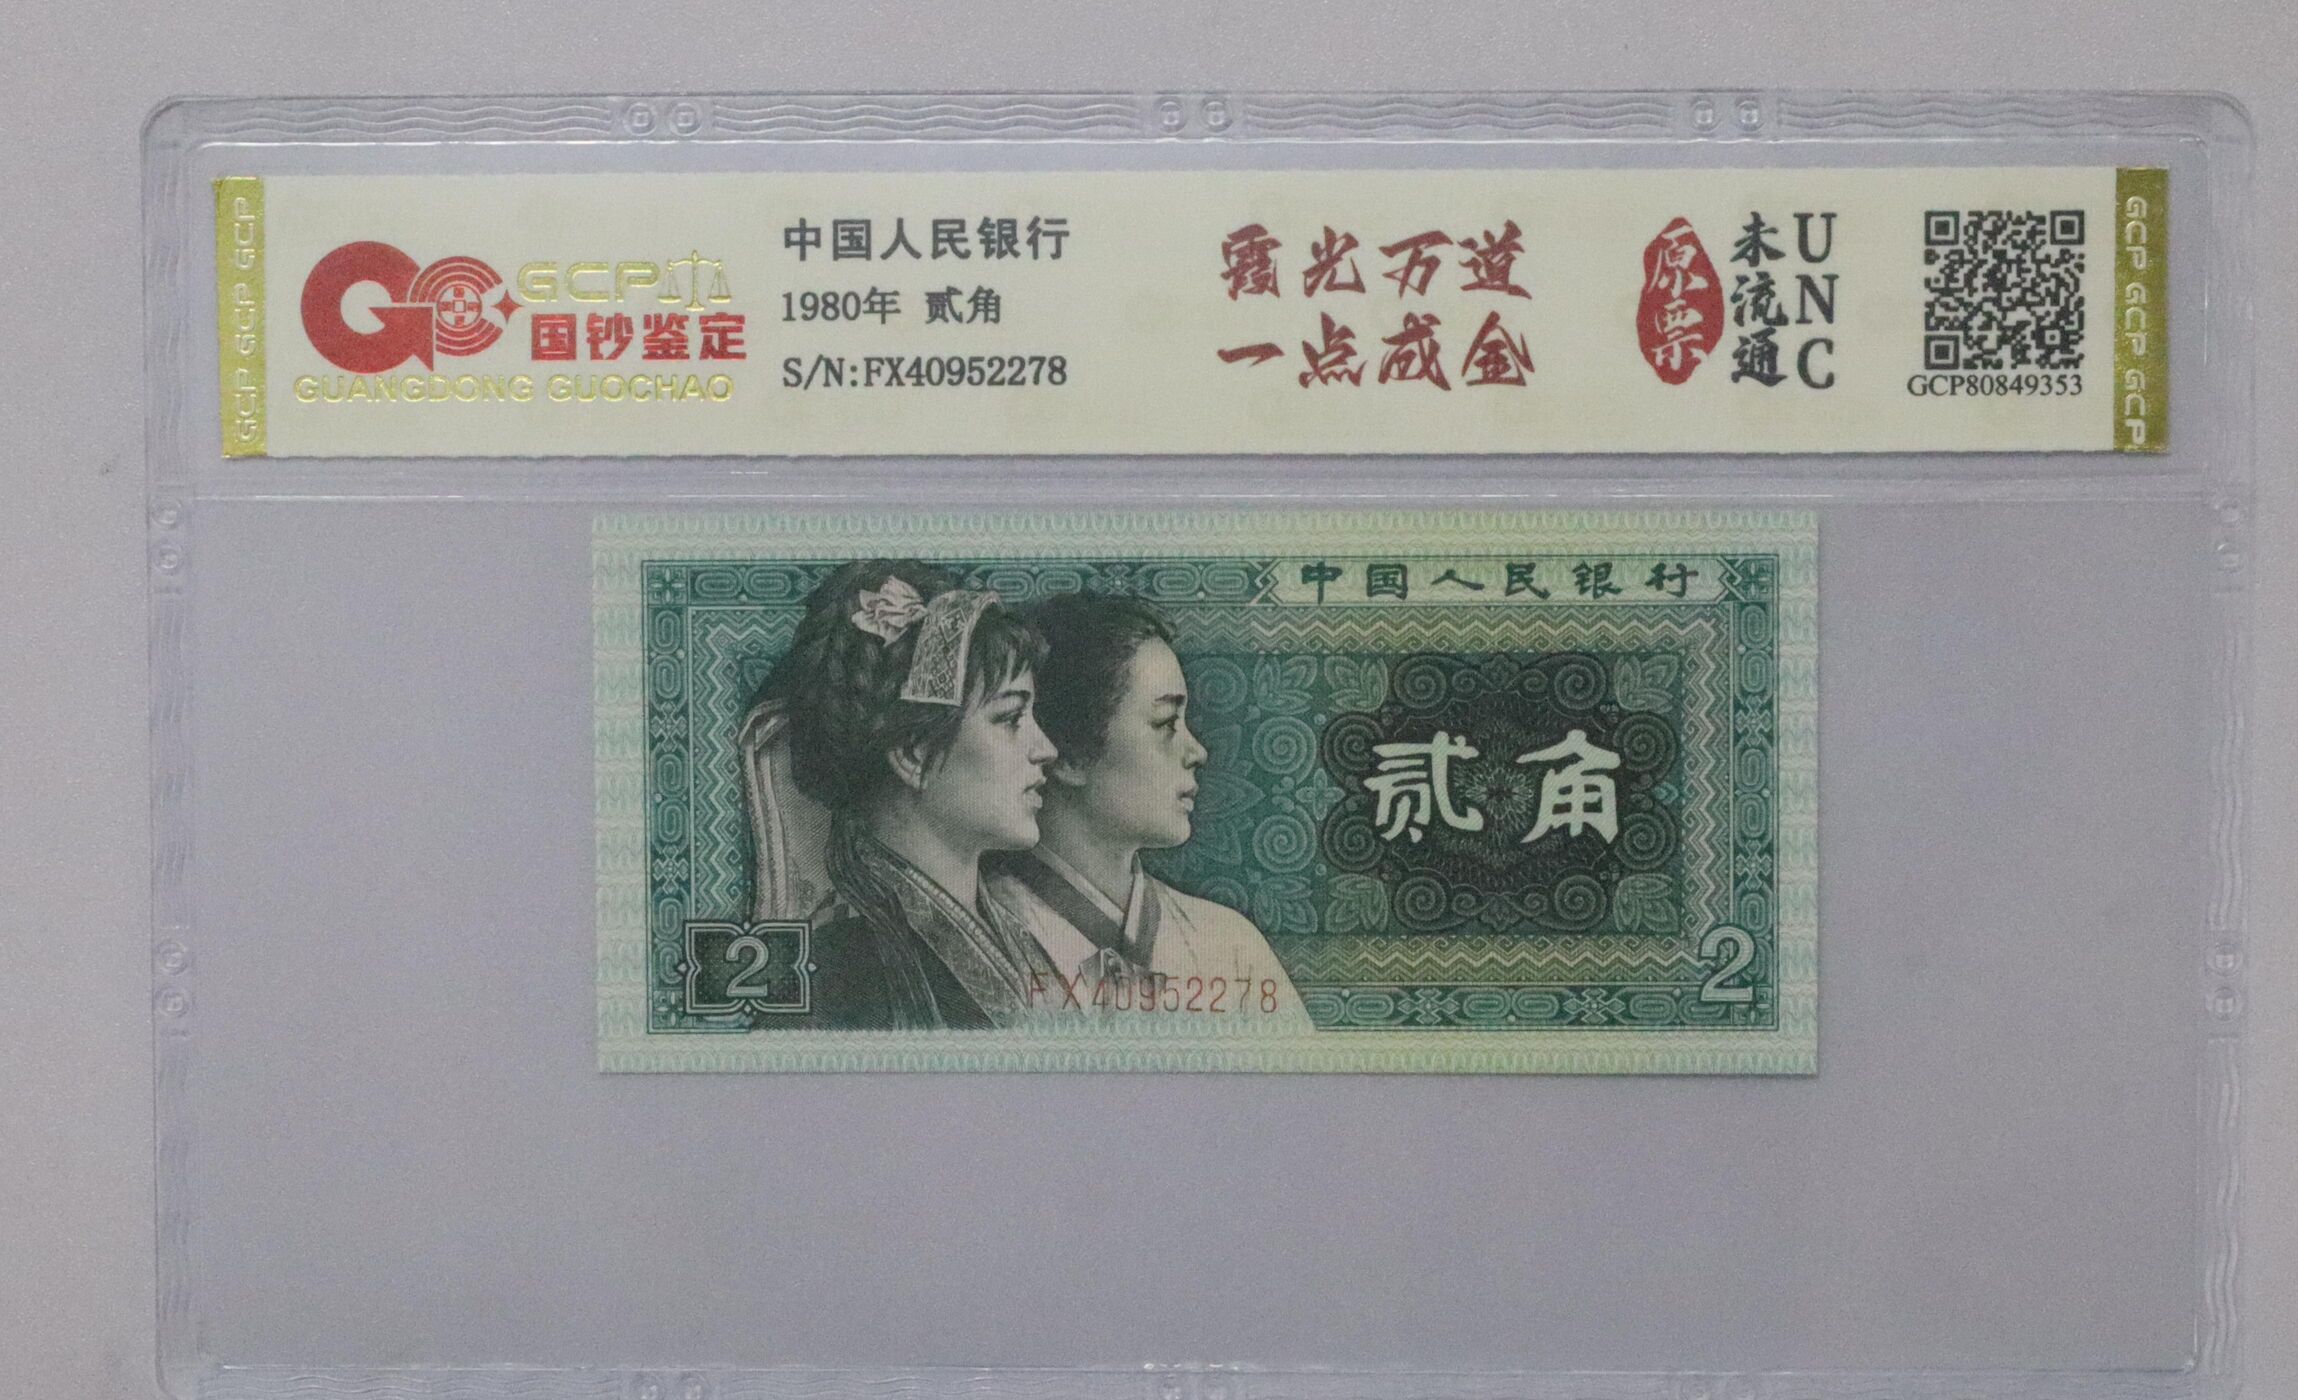 GCP
国钞鉴定
GUANGDONG GUOCHAO
中国人民银行
1980年 贰角
S/N:FX40952278
霞光万道
一点成金
原票
未流通
UNC
GCP80849353
GCP GCP GCP
GCP GCP GCP
中国人民银行
贰角
2
2
FX40952278